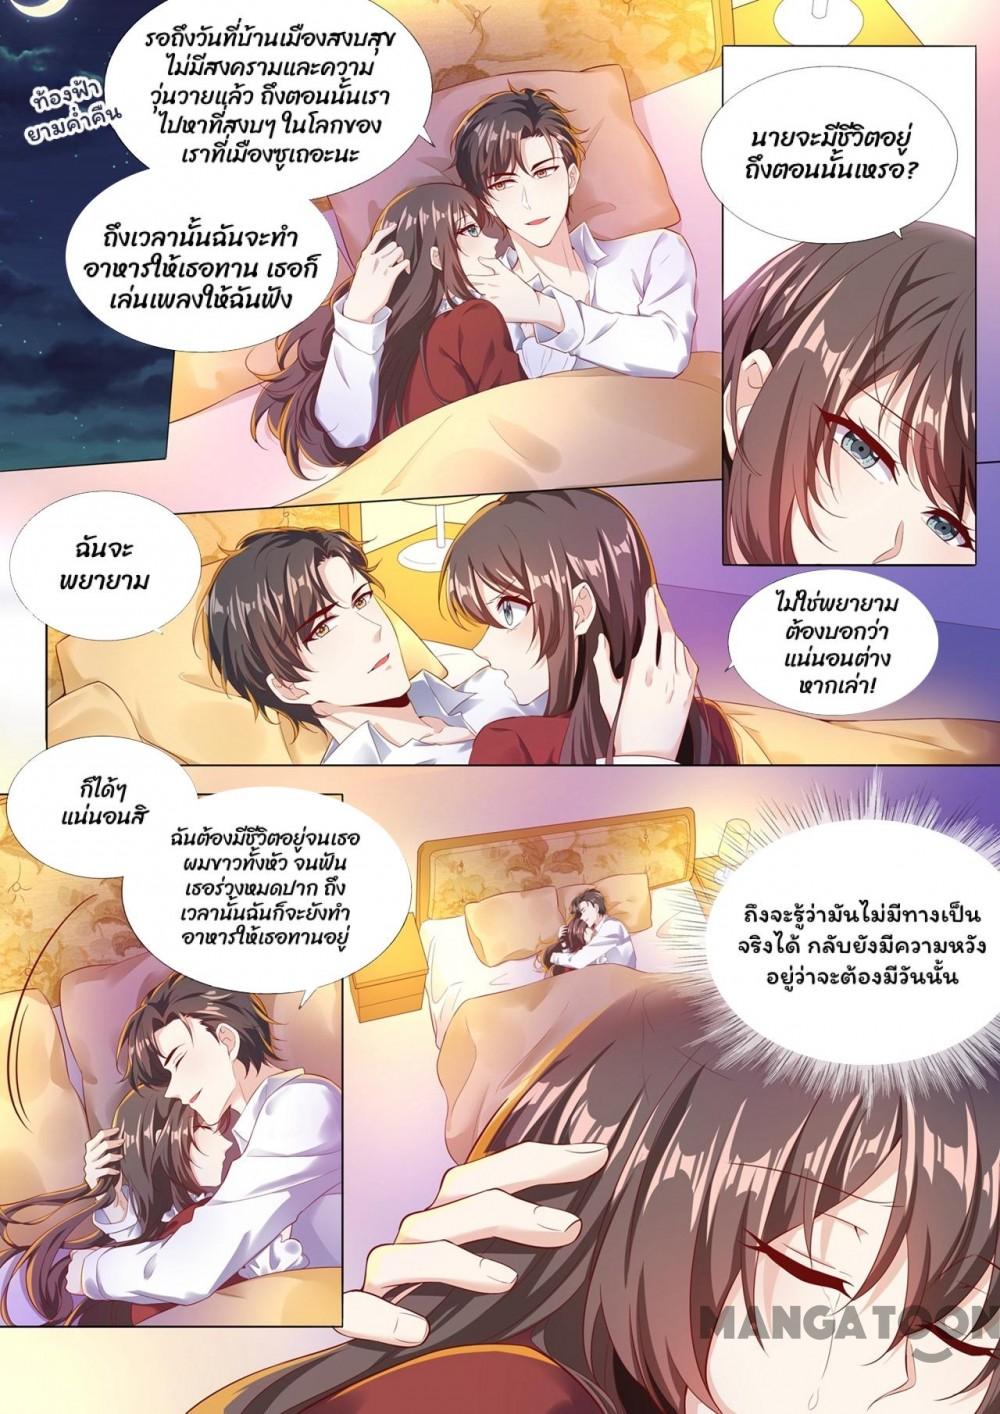 ท้องฟ้า
ยามค่ำคืน
รอถึงวันที่บ้านเมืองสงบสุข
ไม่มีสงครามและความ
วุ่นวายแล้ว ถึงตอนนั้นเรา
ไปหาที่สงบๆ ในโลกของ
เราที่เมืองซูเถอะนะ
ถึงเวลานั้นฉันจะทำ
อาหารให้เธอทาน เธอก็
เล่นเพลงให้ฉันฟัง
นายจะมีชีวิตอยู่
ถึงตอนนั้นเหรอ?
ฉันจะ
พยายาม
ไม่ใช่พยายาม
ต้องบอกว่า
แน่นอนต่าง
หากเล่า!
ก็ได้ๆ
แน่นอนสิ
ฉันต้องมีชีวิตอยู่จนเธอ
ผมขาวทั้งหัว จนฟัน
เธอร่วงหมดปาก ถึง
เวลานั้นฉันก็จะยังทำ
อาหารให้เธอทานอยู่
ถึงจะรู้ว่ามันไม่มีทางเป็น
จริงได้ กลับยังมีความหวัง
อยู่ว่าจะต้องมีวันนั้น
MANGATOON